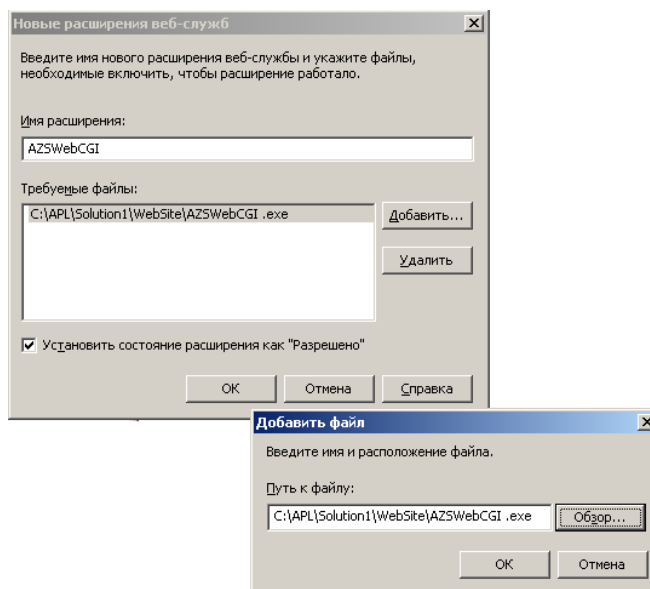 Новые расширения веб-служб
Введите имя нового расширения веб-службы и укажите файлы,
необходимые включить, чтобы расширение работало.
Имя расширения:
AZSWebCGI
Требуемые файлы:
C:\APL\Solution1\WebSite\AZSWebCGI .exe
Добавить...
Удалить
Установить состояние расширения как "Разрешено"
ОК
Отмена
Справка
Добавить файл
Введите имя и расположение файла.
Путь к файлу:
C:\APL\Solution1\WebSite\AZSWebCGI .exe
Обзор...
ОК
Отмена